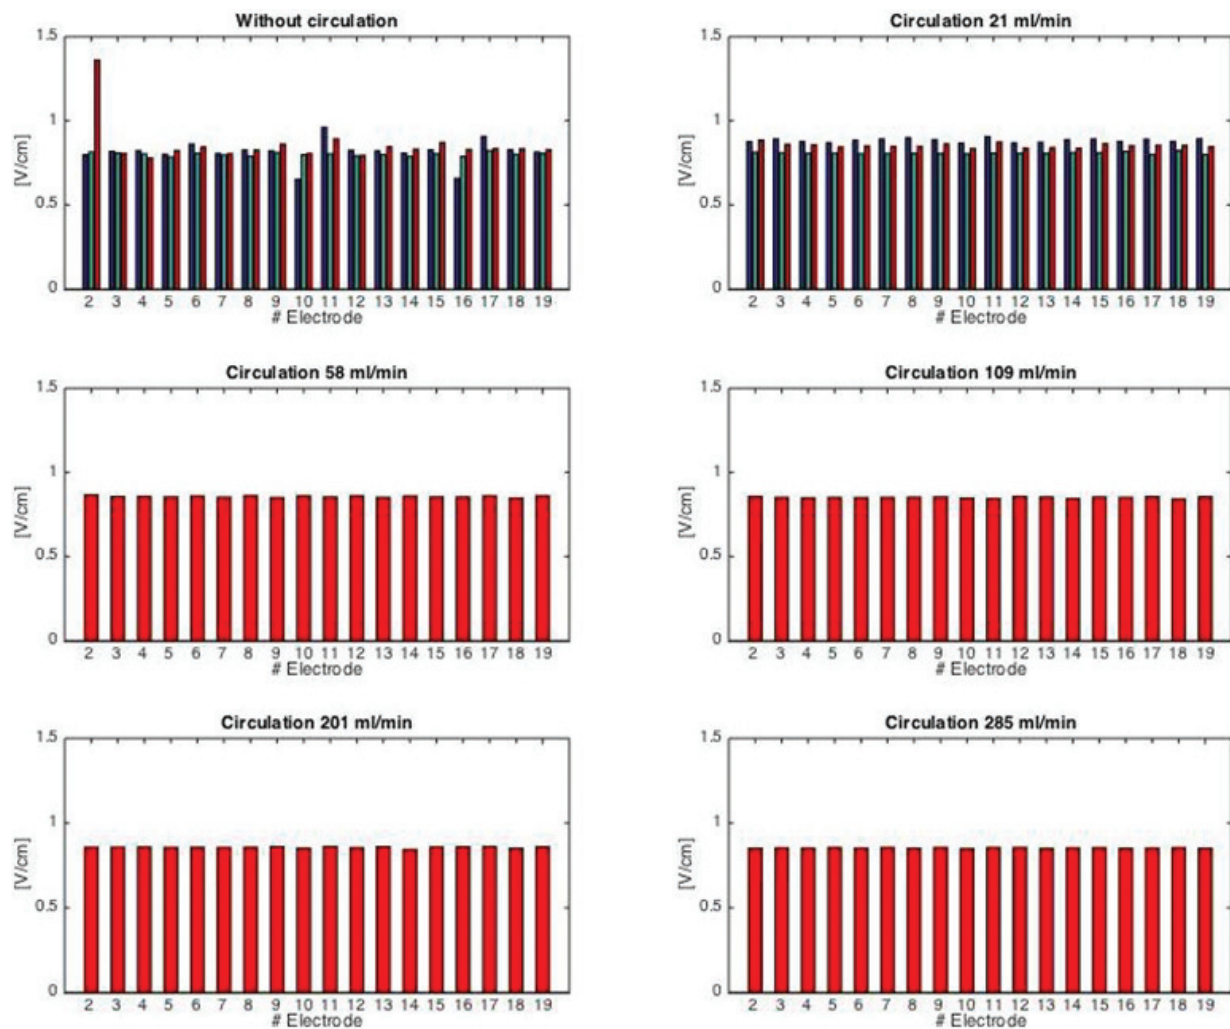 Without circulation
1.5
1
0.5
0
[V/cm]
2 3 4 5 6 7 8 9 10 11 12 13 14 15 16 17 18 19
# Electrode
Circulation 21 ml/min
1.5
1
0.5
0
[V/cm]
2 3 4 5 6 7 8 9 10 11 12 13 14 15 16 17 18 19
# Electrode
Circulation 58 ml/min
1.5
1
0.5
0
[V/cm]
2 3 4 5 6 7 8 9 10 11 12 13 14 15 16 17 18 19
# Electrode
Circulation 109 ml/min
1.5
1
0.5
0
[V/cm]
2 3 4 5 6 7 8 9 10 11 12 13 14 15 16 17 18 19
# Electrode
Circulation 201 ml/min
1.5
1
0.5
0
[V/cm]
2 3 4 5 6 7 8 9 10 11 12 13 14 15 16 17 18 19
# Electrode
Circulation 285 ml/min
1.5
1
0.5
0
[V/cm]
2 3 4 5 6 7 8 9 10 11 12 13 14 15 16 17 18 19
# Electrode